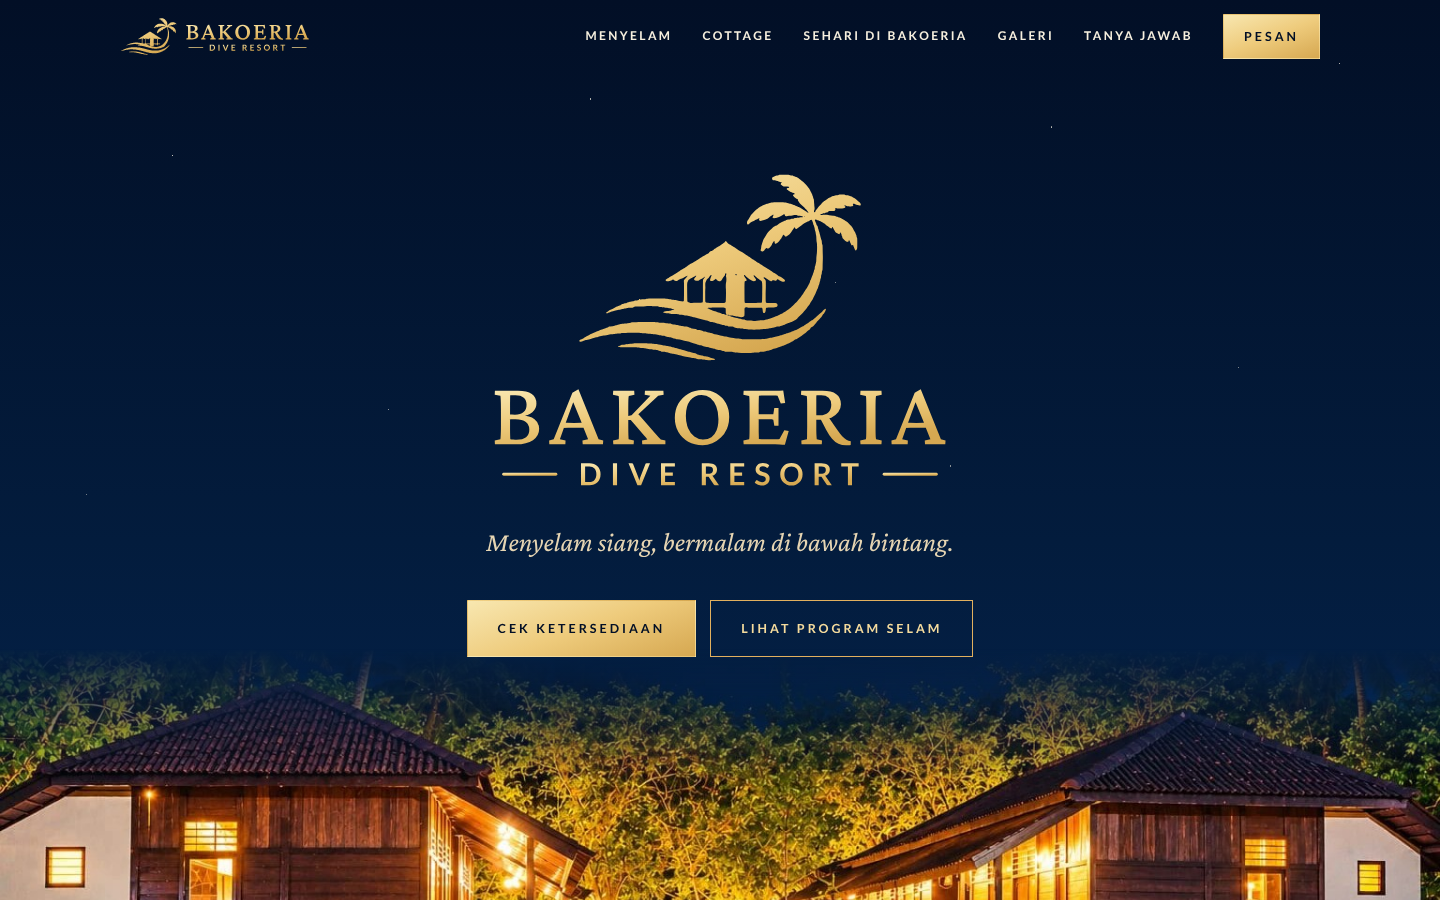 BAKOERIA
DIVE RESORT
MENYELAM COTTAGE SEHARI DI BAKOERIA GALERI TANYA JAWAB PESAN
BAKOERIA
DIVE RESORT
Menyelam siang, bermalam di bawah bintang.
CEK KETERSEDIAAN LIHAT PROGRAM SELAM